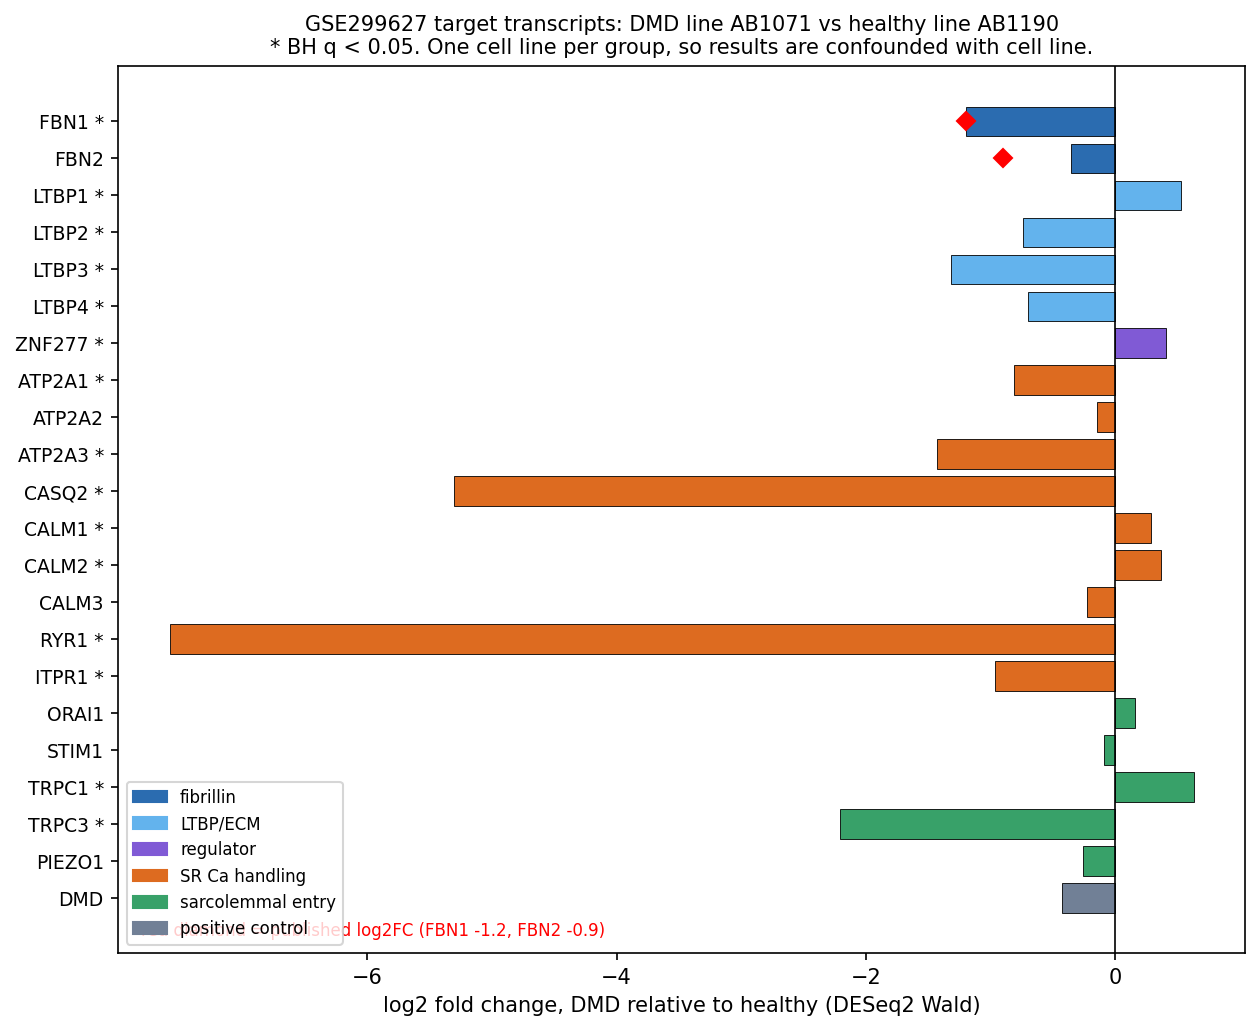 GSE299627 target transcripts: DMD line AB1071 vs healthy line AB1190
* BH q < 0.05. One cell line per group, so results are confounded with cell line.
FBN1 *
FBN2
LTBP1 *
LTBP2 *
LTBP3 *
LTBP4 *
ZNF277 *
ATP2A1 *
ATP2A2
ATP2A3 *
CASQ2 *
CALM1 *
CALM2 *
CALM3
RYR1 *
ITPR1 *
ORAI1
STIM1
TRPC1 *
TRPC3 *
PIEZO1
DMD
fibrillin
LTBP/ECM
regulator
SR Ca handling
sarcolemmal entry
positive control
published log2FC (FBN1 -1.2, FBN2 -0.9)
−6 −4 −2 0
log2 fold change, DMD relative to healthy (DESeq2 Wald)